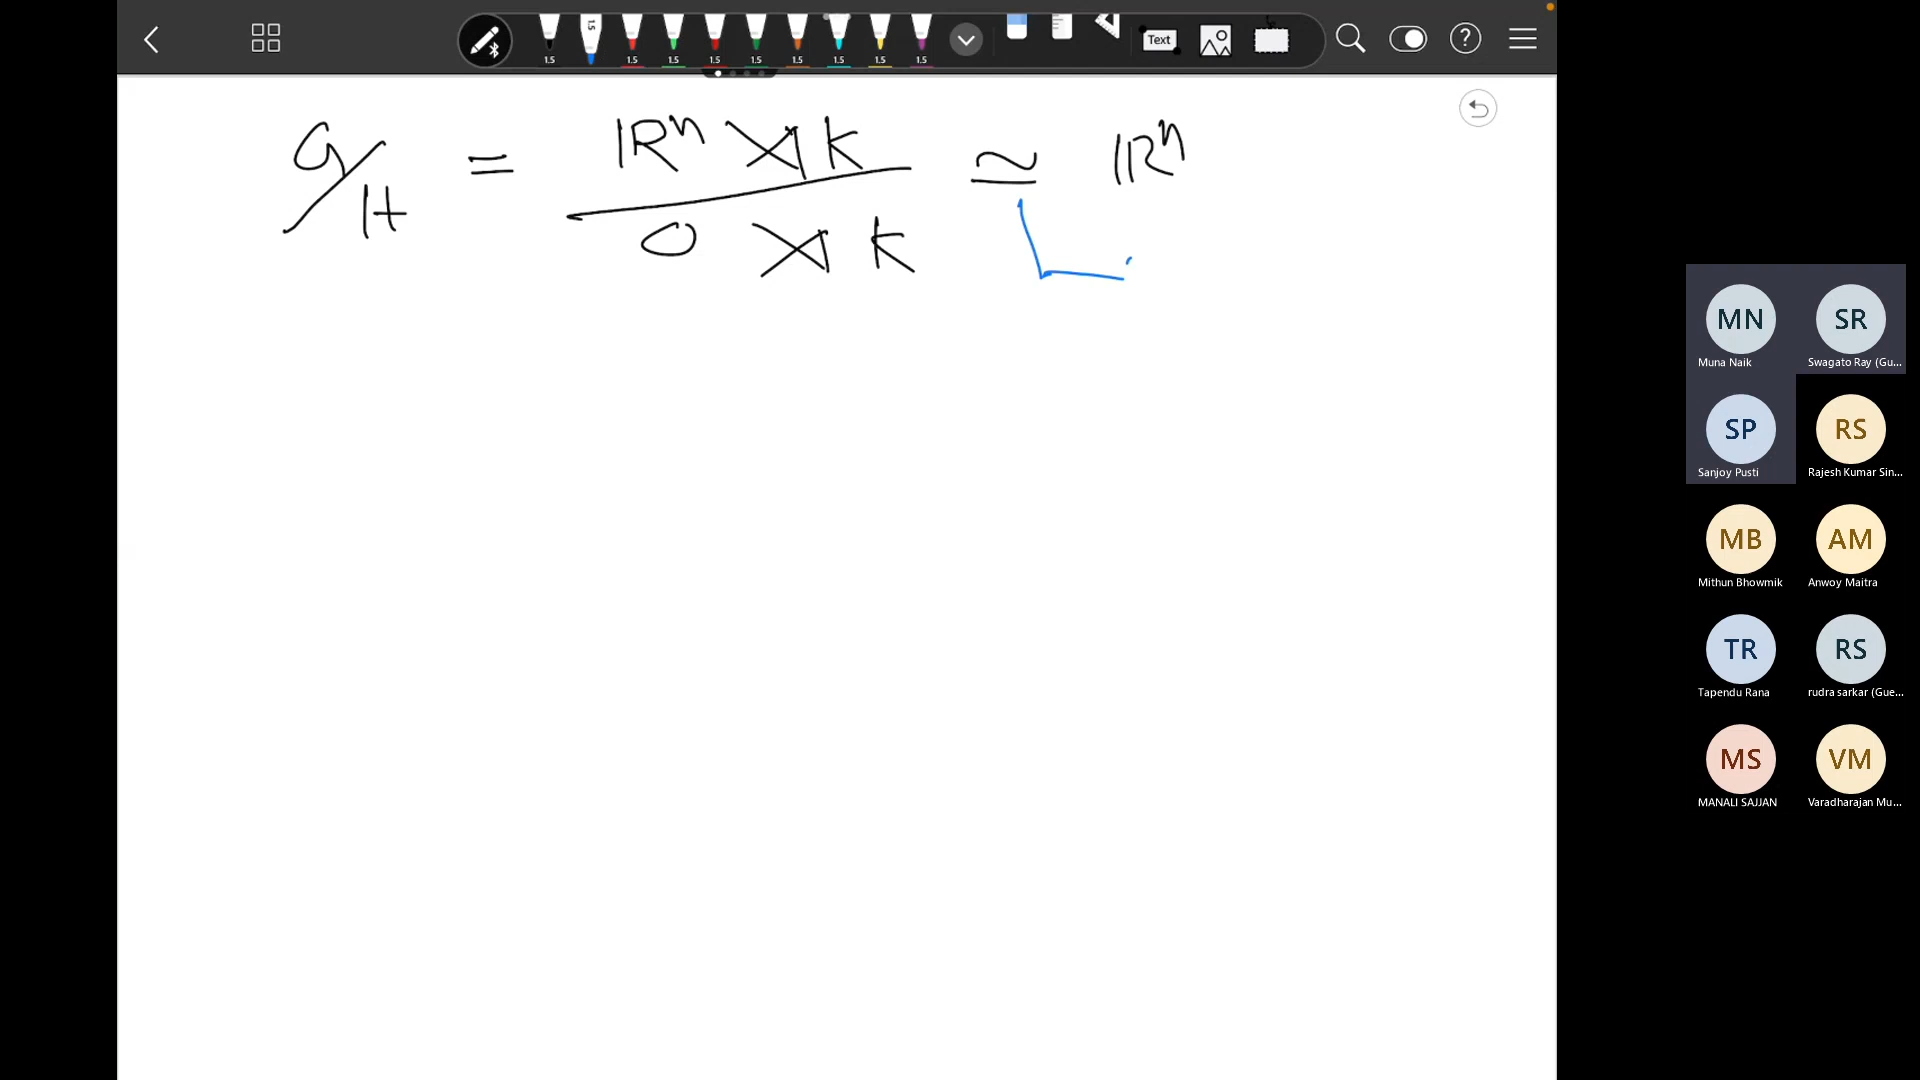 Text
1.5 1.5 1.5 1.5 1.5 1.5 1.5 1.5 1.5 1.5
G/H = ℝⁿ ⋊ K / 0 ⋊ K ≃ ℝⁿ
MN SR
Muna Naik Swagato Ray (Gu...
SP RS
Sanjoy Pusti Rajesh Kumar Sin...
MB AM
Mithun Bhowmik Anwoy Maitra
TR RS
Tapendu Rana rudra sarkar (Gue...
MS VM
MANALI SAJJAN Varadharajan Mu...